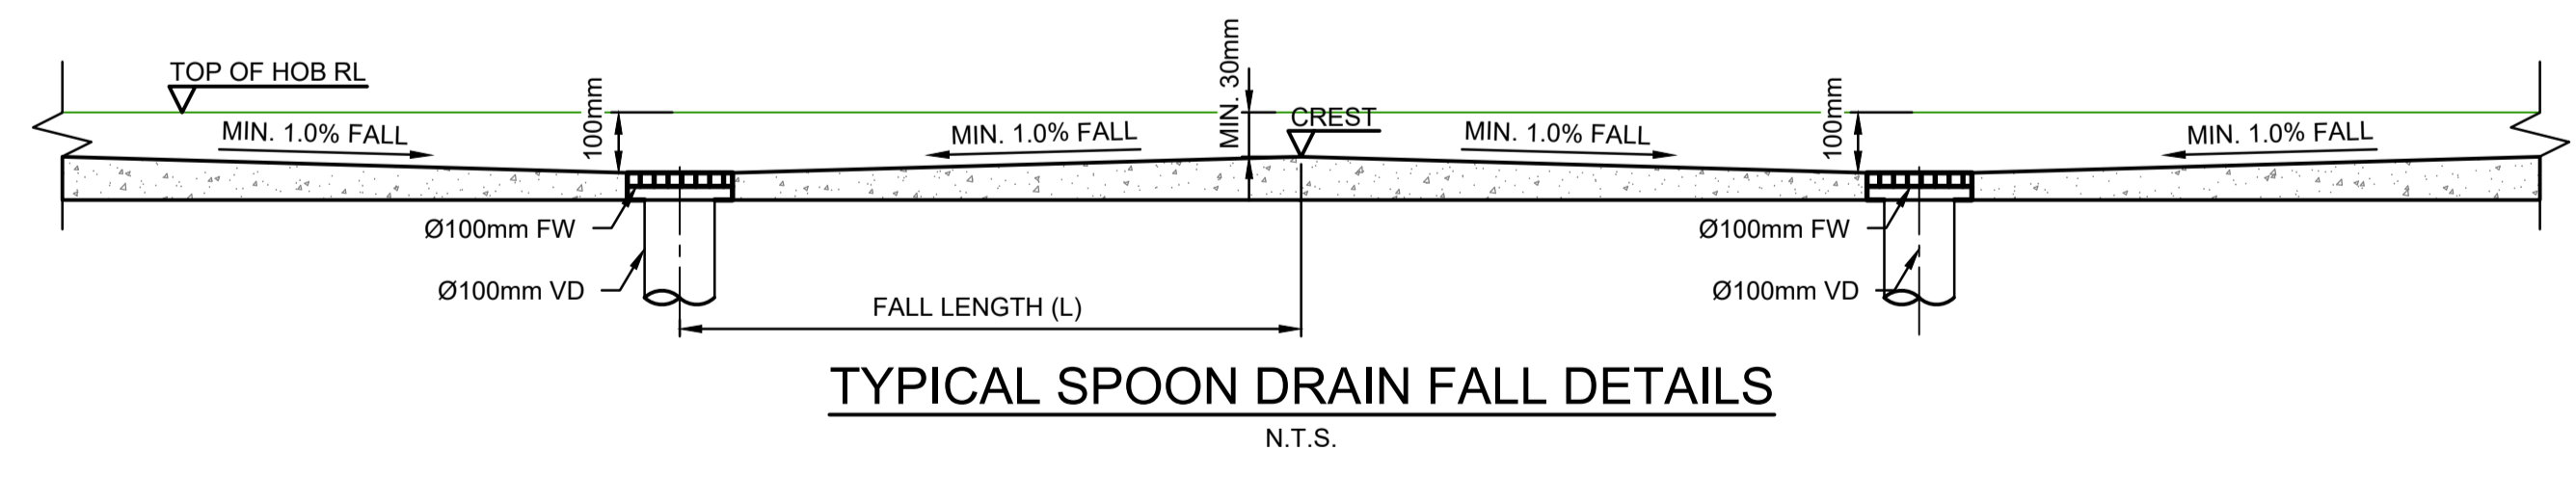 TOP OF HOB RL
100mm
MIN. 30mm
CREST
100mm
MIN. 1.0% FALL
MIN. 1.0% FALL
MIN. 1.0% FALL
MIN. 1.0% FALL
Ø100mm FW
Ø100mm FW
Ø100mm VD
Ø100mm VD
FALL LENGTH (L)
TYPICAL SPOON DRAIN FALL DETAILS
N.T.S.